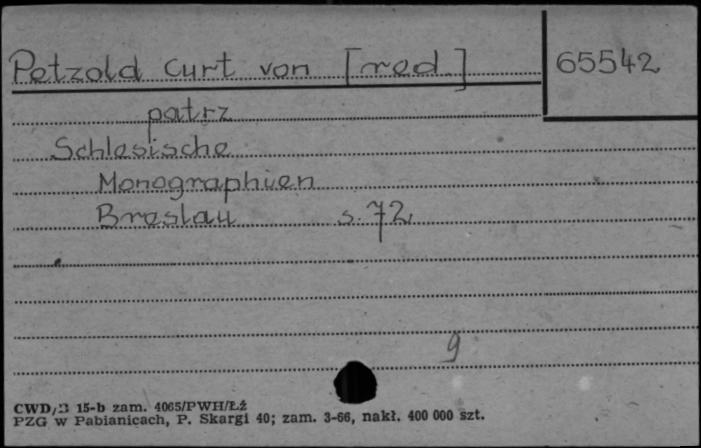 Petzold Curt von [red.] 65542
patrz
Schlesische
Monographien
Breslau s. 72
9
CWD/B 15-b zam. 4065/PWH/Łź
PZG w Pabianicach, P. Skargi 40; zam. 3-66, nakł. 400 000 szt.